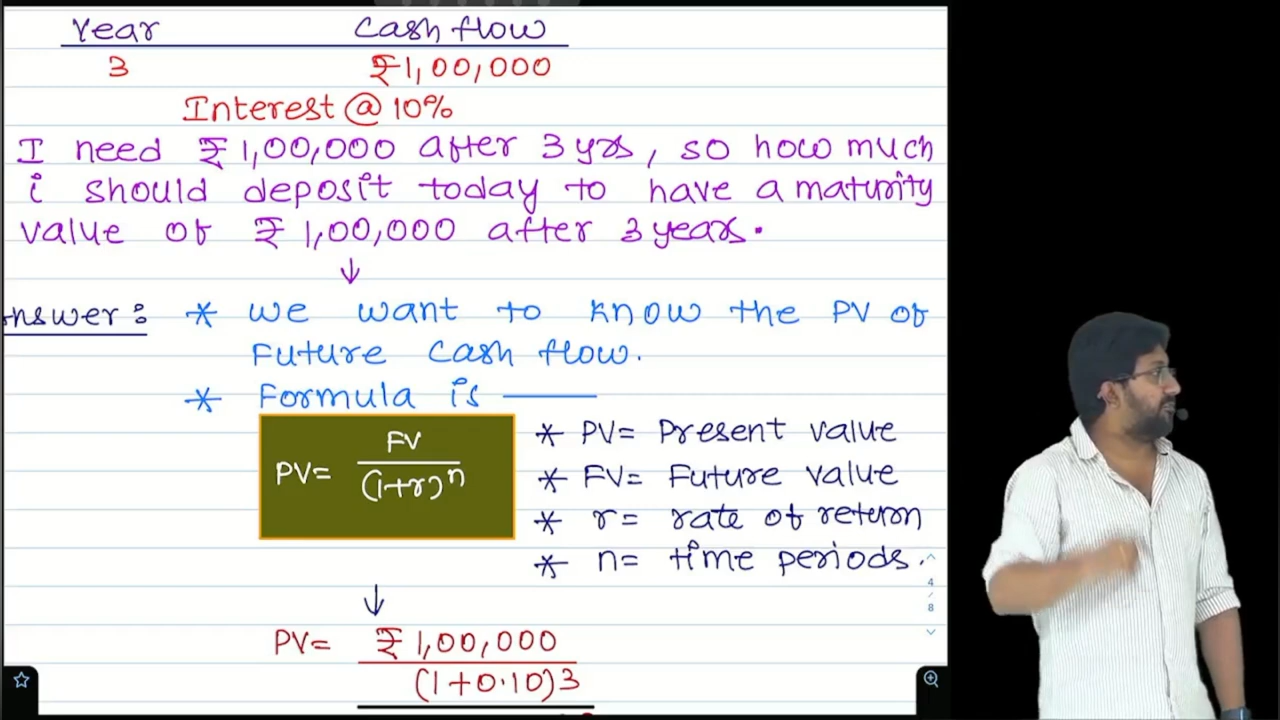 Year Cash flow
3 ₹1,00,000
Interest @ 10%
I need ₹1,00,000 after 3 yrs, so how much
i should deposit today to have a maturity
value of ₹1,00,000 after 3 years.
↓
nswer: * We want to know the PV of
Future Cash flow.
* Formula is —
PV= FV
(1+r)^n
* PV= Present value
* FV= Future value
* r= rate of return
* n= time periods.
4
/
8
↓
PV= ₹1,00,000
(1+0.10)3